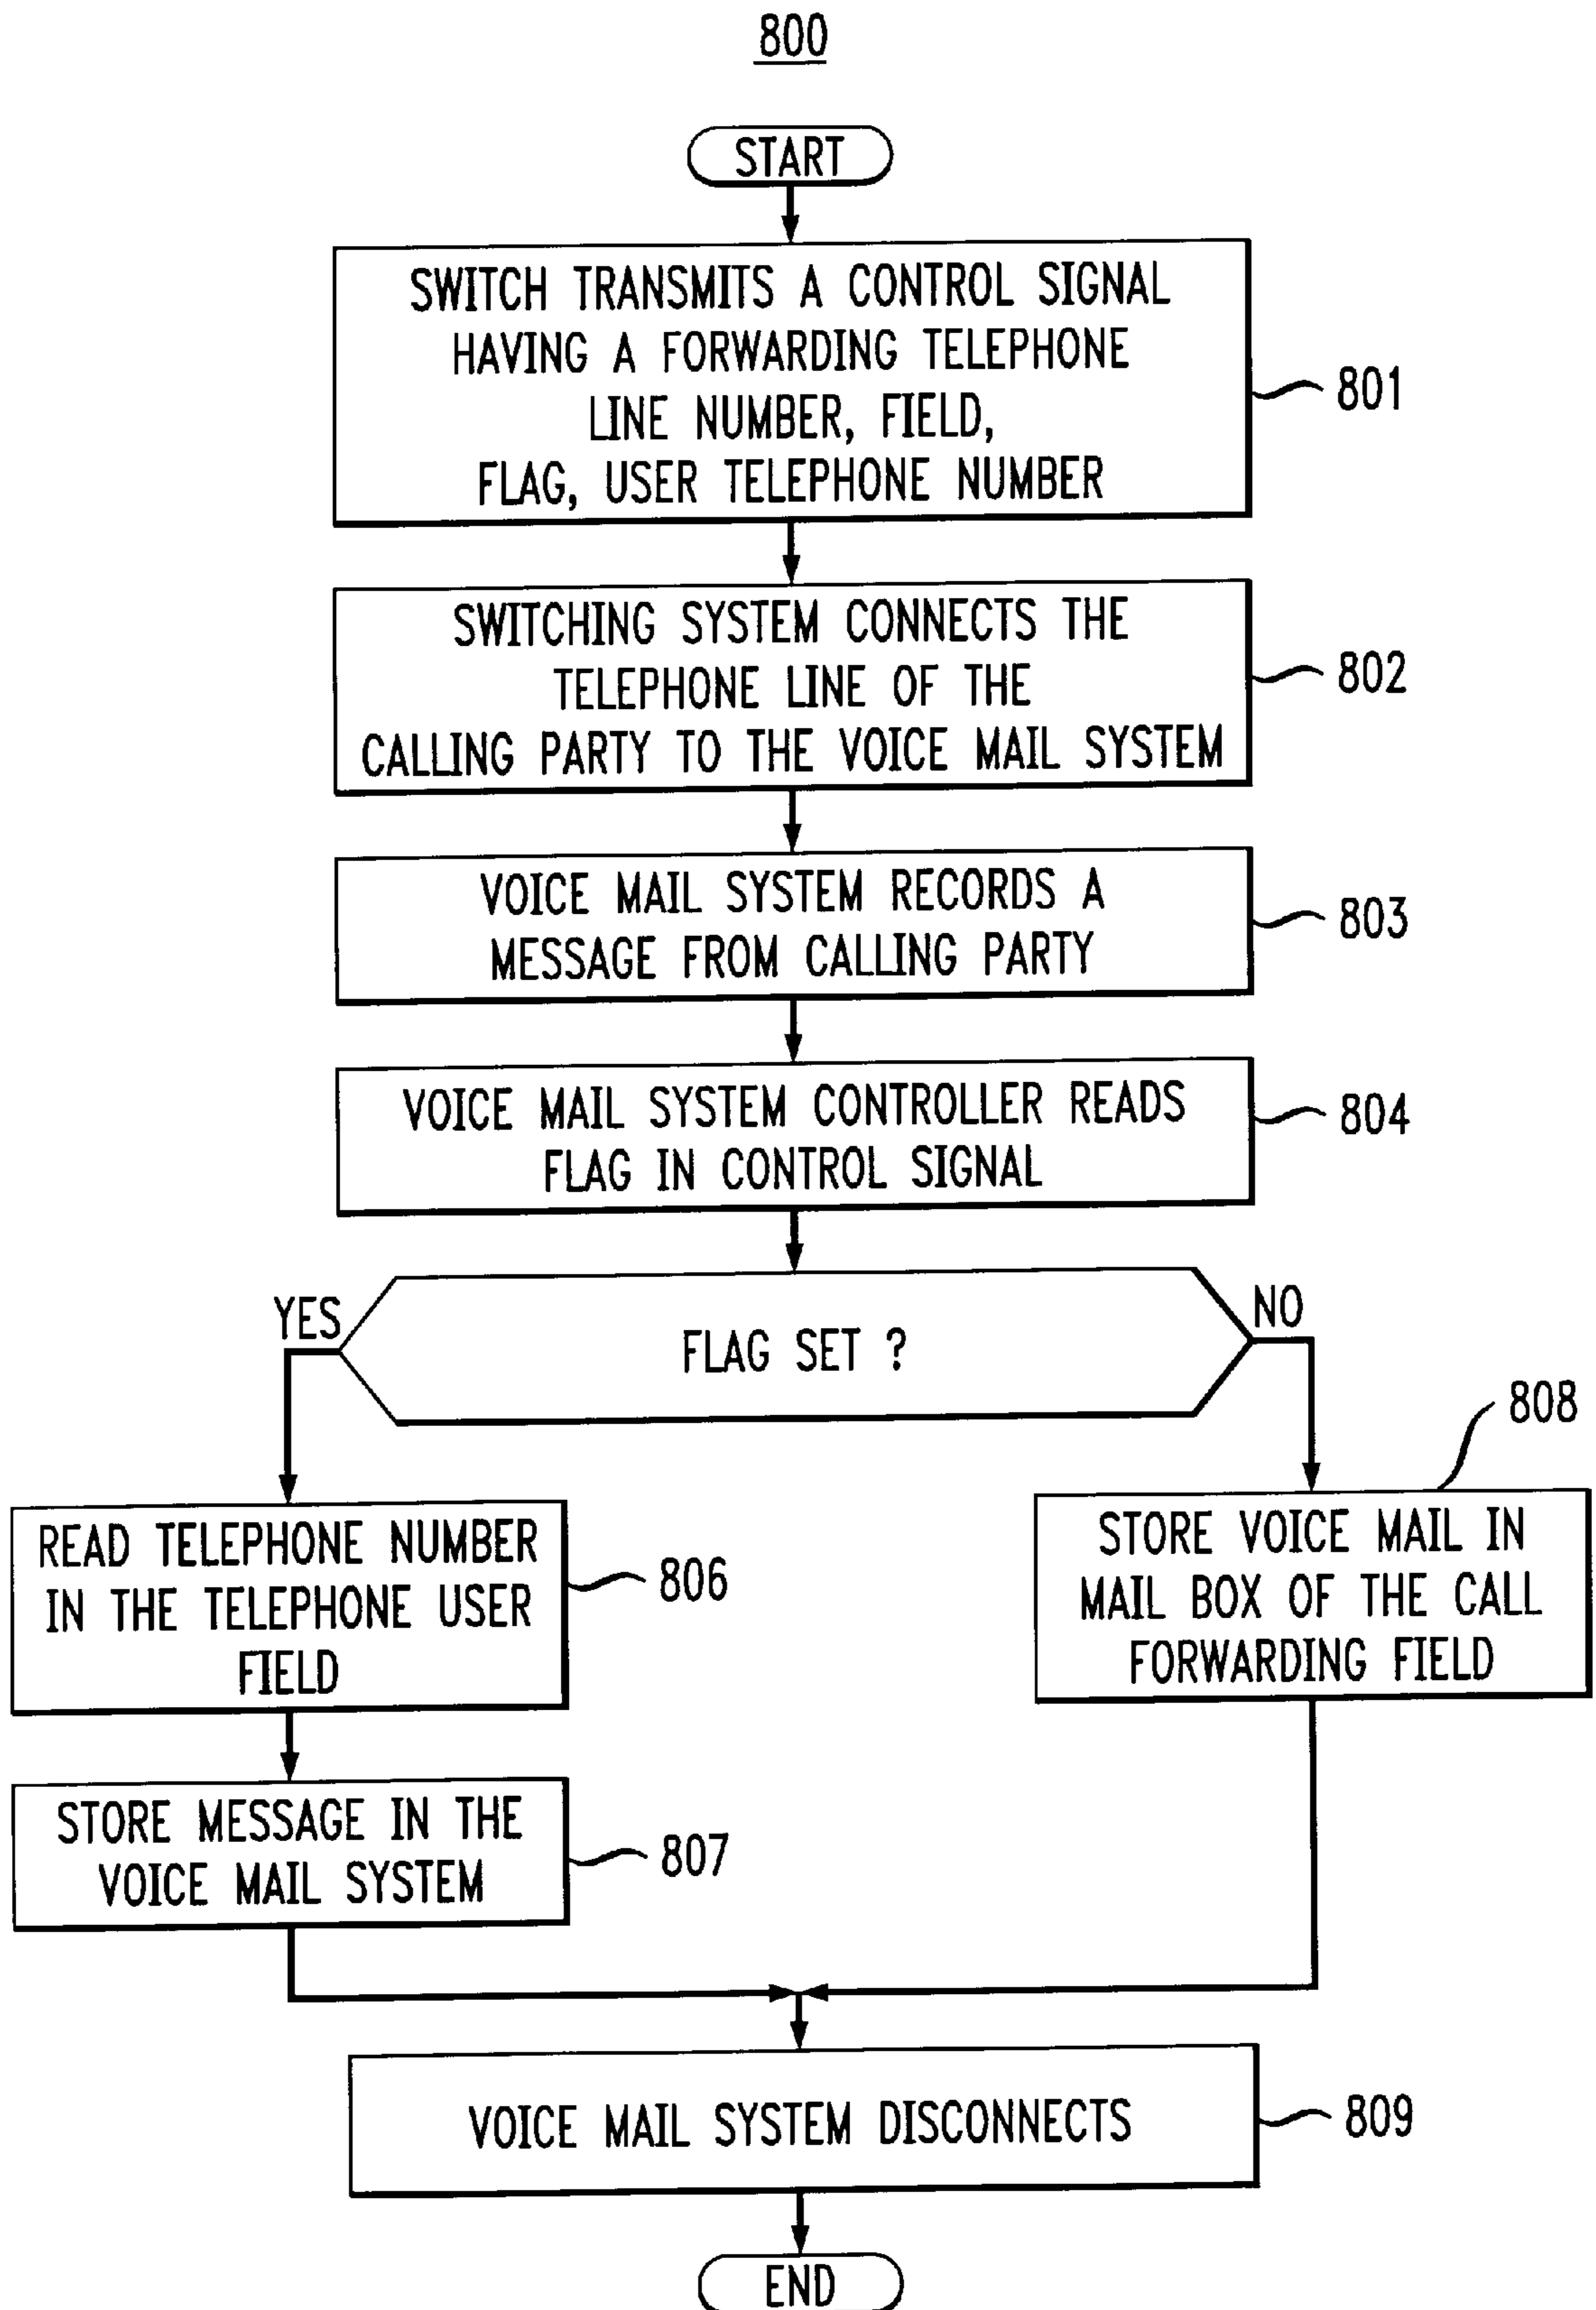 800
START
SWITCH TRANSMITS A CONTROL SIGNAL
HAVING A FORWARDING TELEPHONE
LINE NUMBER, FIELD,
FLAG, USER TELEPHONE NUMBER
801
SWITCHING SYSTEM CONNECTS THE
TELEPHONE LINE OF THE
CALLING PARTY TO THE VOICE MAIL SYSTEM
802
VOICE MAIL SYSTEM RECORDS A
MESSAGE FROM CALLING PARTY
803
VOICE MAIL SYSTEM CONTROLLER READS
FLAG IN CONTROL SIGNAL
804
YES
FLAG SET ?
NO
READ TELEPHONE NUMBER
IN THE TELEPHONE USER
FIELD
806
808
STORE VOICE MAIL IN
MAIL BOX OF THE CALL
FORWARDING FIELD
STORE MESSAGE IN THE
VOICE MAIL SYSTEM
807
VOICE MAIL SYSTEM DISCONNECTS
809
END